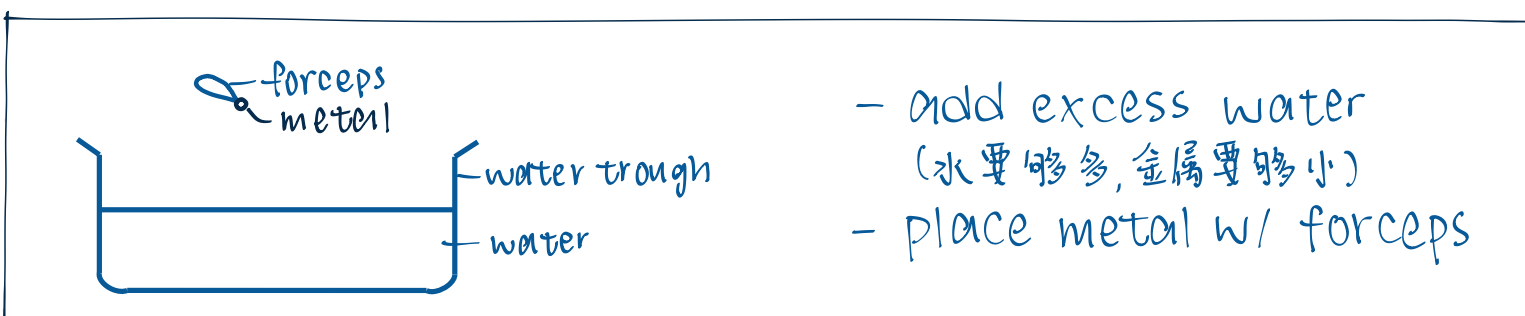 forceps
metal
water trough
water
- add excess water
(水要够多,金属要够小)
- place metal w/ forceps